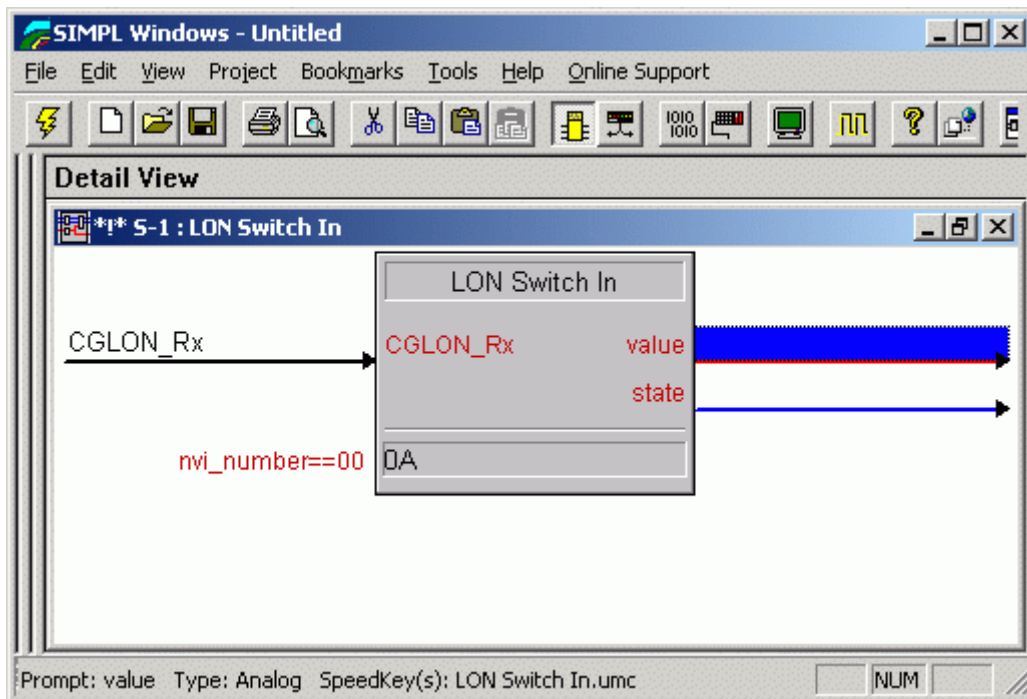 SIMPL Windows - Untitled
File Edit View Project Bookmarks Tools Help Online Support
1010
1010
Detail View
*!* S-1 : LON Switch In
LON Switch In
CGLON_Rx CGLON_Rx value
state
nvi_number==00 0A
Prompt: value Type: Analog SpeedKey(s): LON Switch In.umc NUM